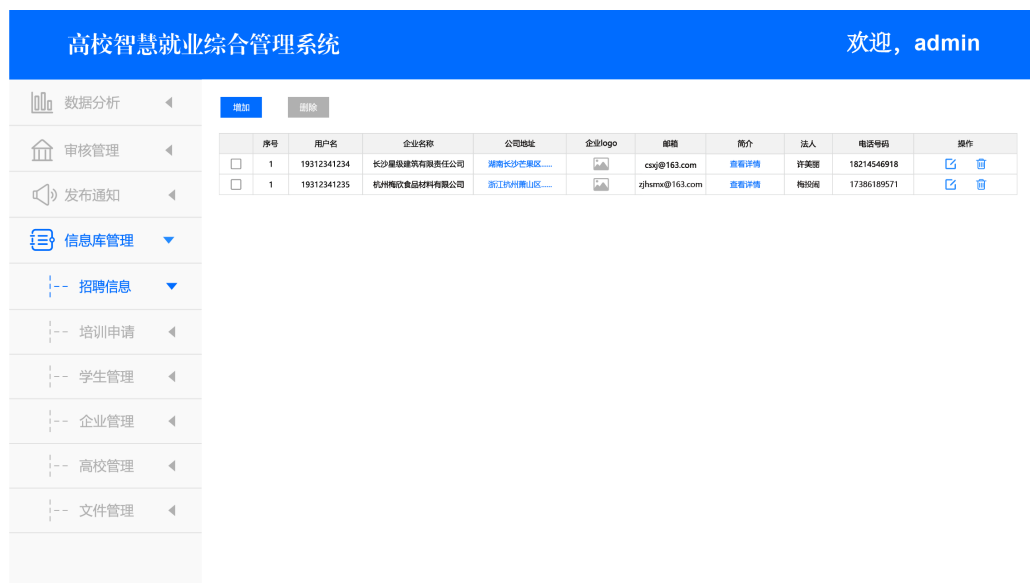 高校智慧就业综合管理系统
欢迎，admin
数据分析
审核管理
发布通知
信息库管理
招聘信息
培训申请
学生管理
企业管理
高校管理
文件管理
增加 删除
序号 用户名 企业名称 公司地址 企业logo 邮箱 简介 法人 电话号码 操作
1 19312341234 长沙星级建筑有限责任公司 湖南长沙芒果区...... csxj@163.com 查看详情 许美丽 18214546918
1 19312341235 杭州梅欣食品材料有限公司 浙江杭州萧山区...... zjhsmx@163.com 查看详情 梅投闹 17386189571